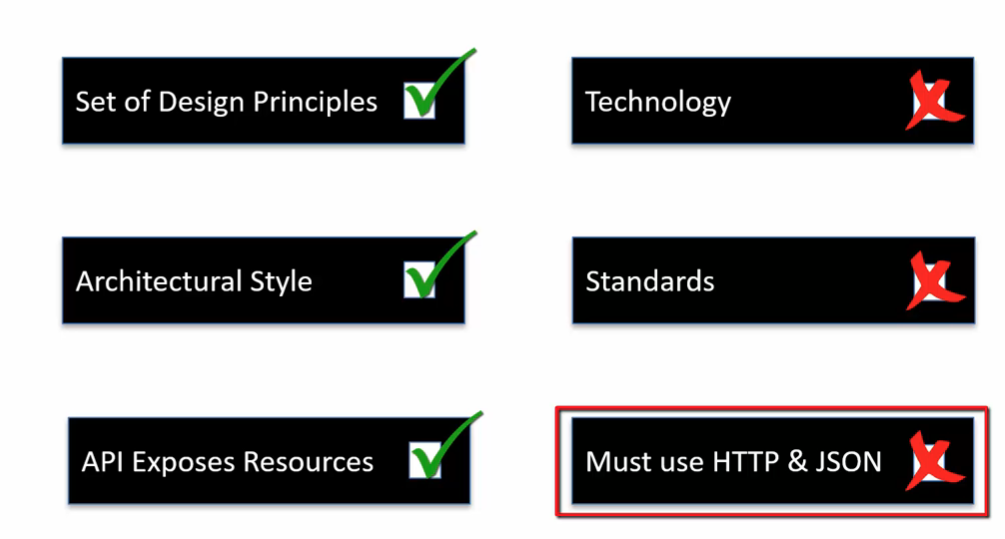 Set of Design Principles
Technology
Architectural Style
Standards
API Exposes Resources
Must use HTTP & JSON